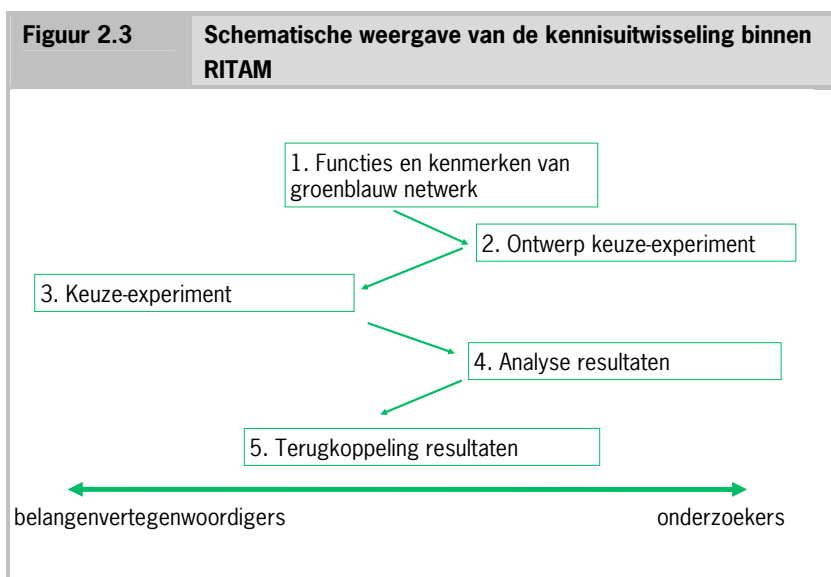 Figuur 2.3 Schematische weergave van de kennisuitwisseling binnen
RITAM
1. Functies en kenmerken van
groenblauw netwerk
2. Ontwerp keuze-experiment
3. Keuze-experiment
4. Analyse resultaten
5. Terugkoppeling resultaten
belangenvertegenwoordigers onderzoekers